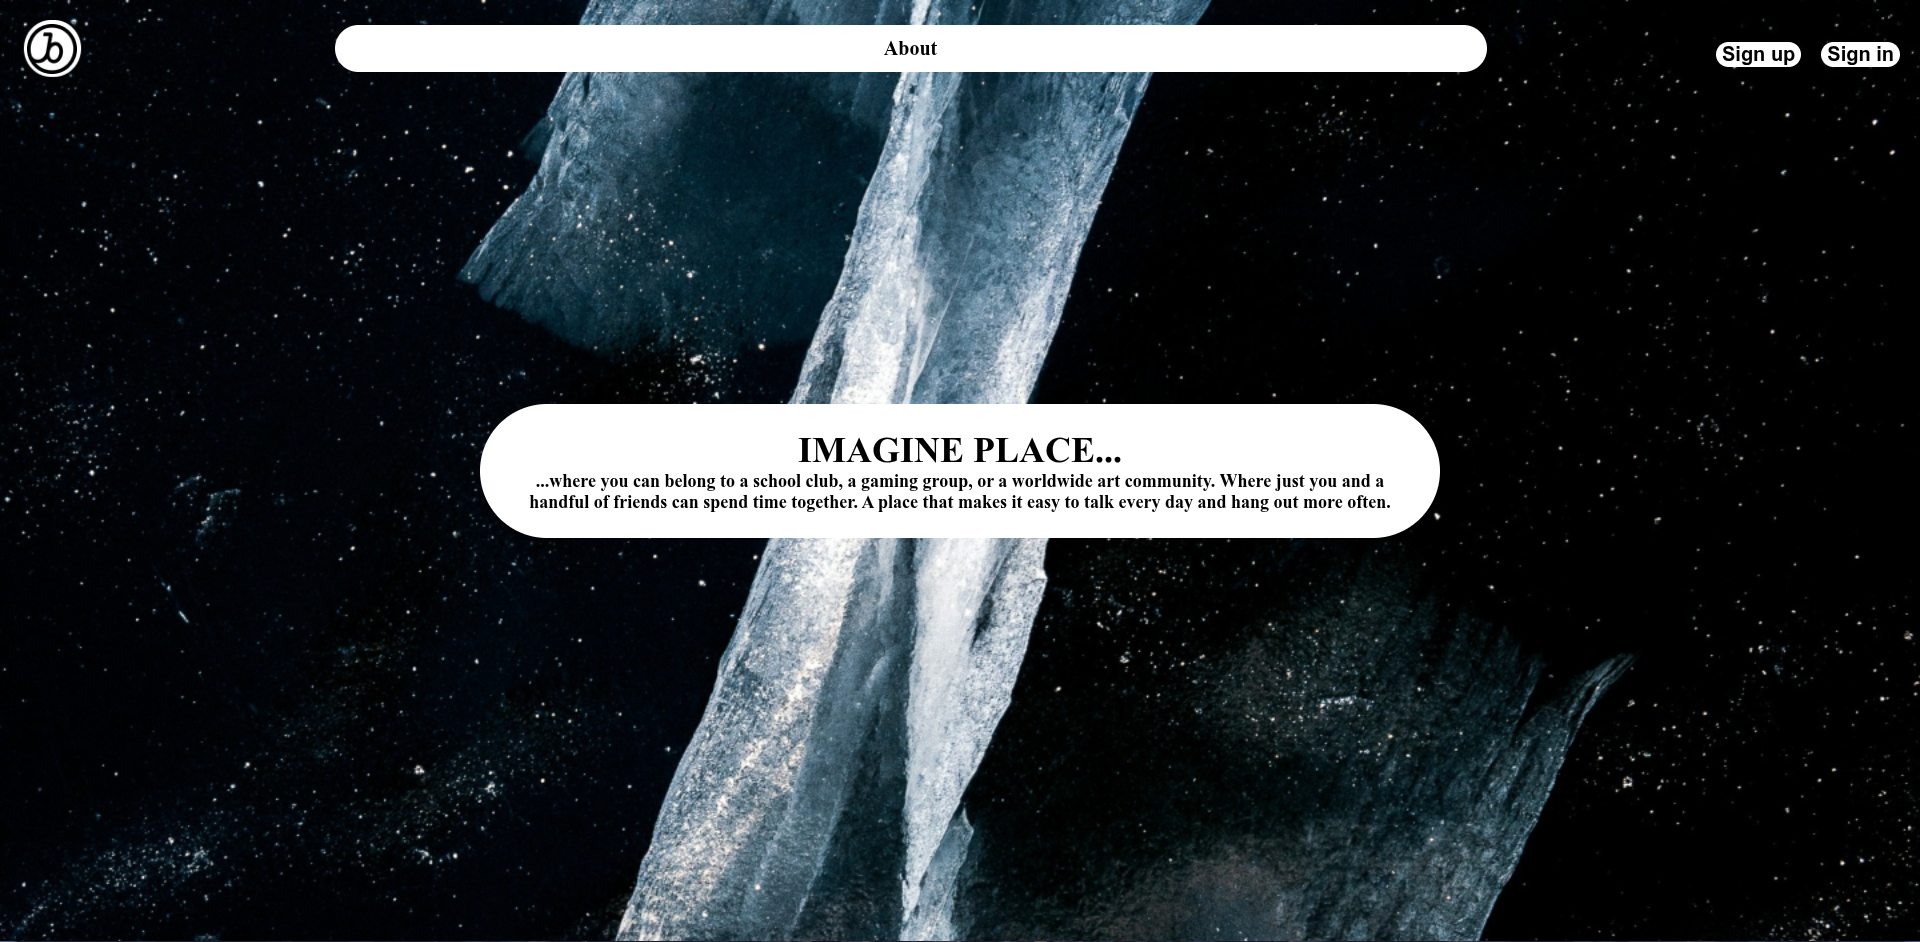 About
Sign up
Sign in
IMAGINE PLACE...
...where you can belong to a school club, a gaming group, or a worldwide art community. Where just you and a
handful of friends can spend time together. A place that makes it easy to talk every day and hang out more often.